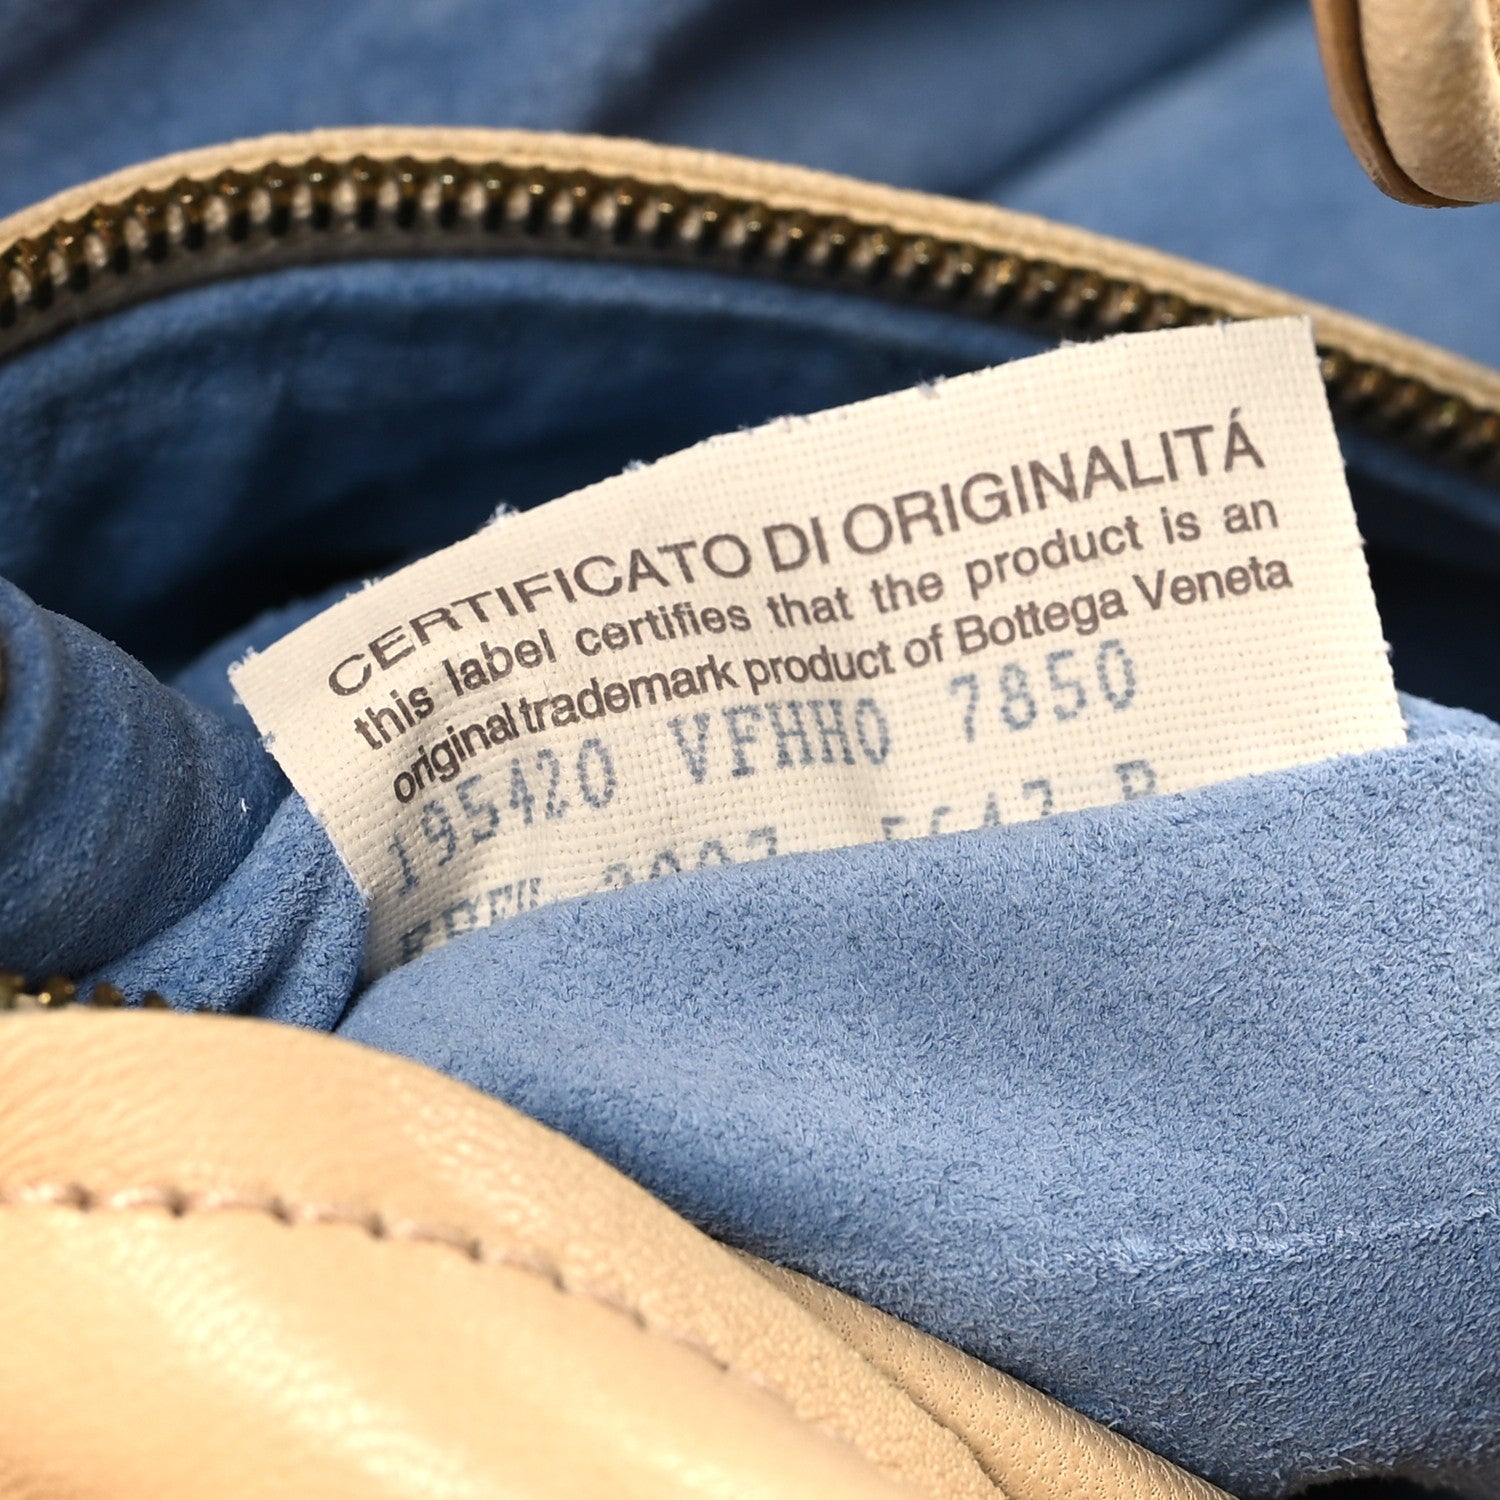 CERTIFICATO DI ORIGINALITÁ
this label certifies that the product is an
original trademark product of Bottega Veneta
195420 VFHH0 7850